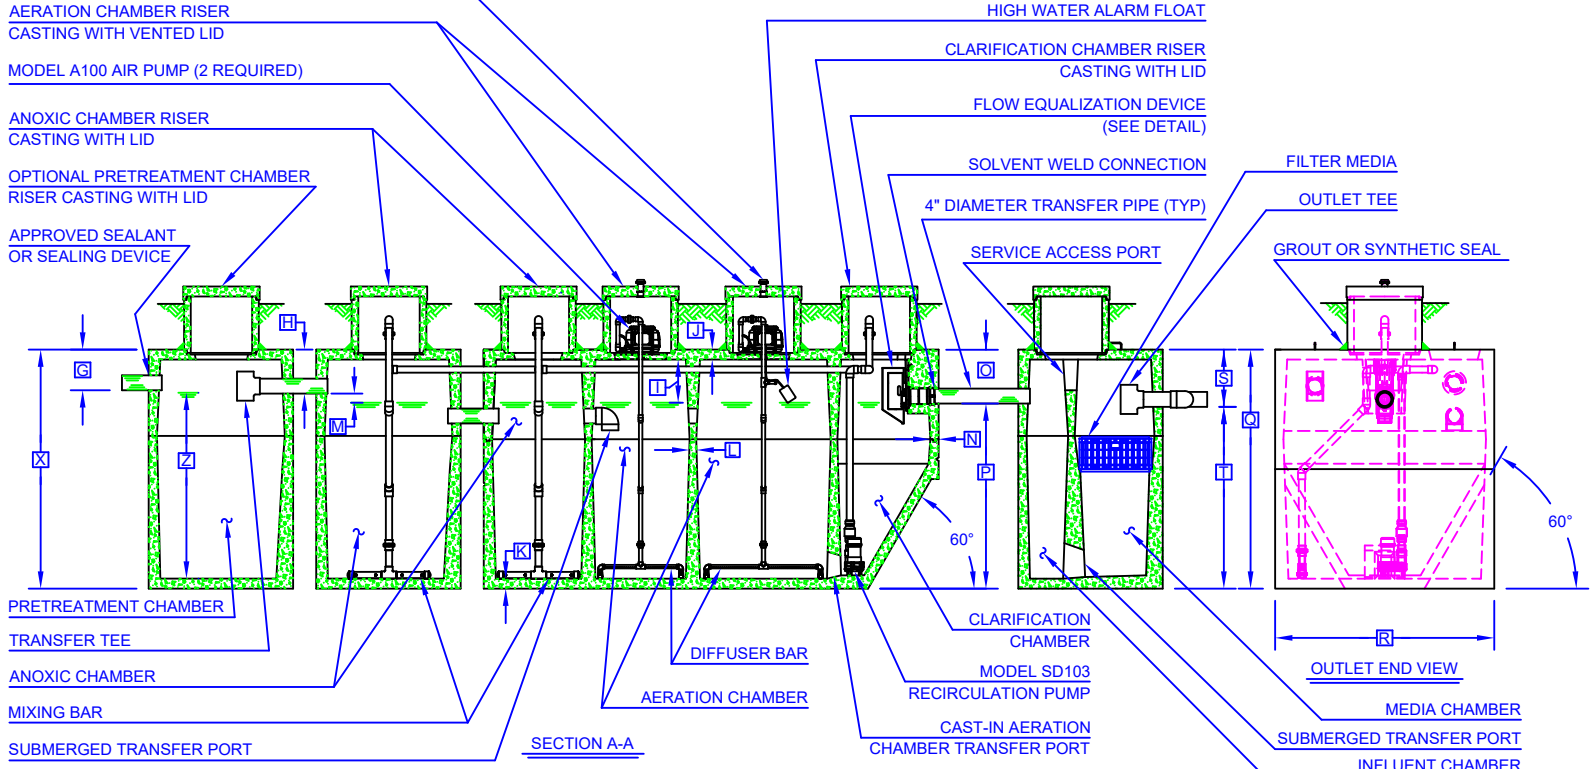 AERATION CHAMBER RISER
CASTING WITH VENTED LID
MODEL A100 AIR PUMP (2 REQUIRED)
ANOXIC CHAMBER RISER
CASTING WITH LID
OPTIONAL PRETREATMENT CHAMBER
RISER CASTING WITH LID
APPROVED SEALANT
OR SEALING DEVICE
HIGH WATER ALARM FLOAT
CLARIFICATION CHAMBER RISER
CASTING WITH LID
FLOW EQUALIZATION DEVICE
(SEE DETAIL)
SOLVENT WELD CONNECTION
4" DIAMETER TRANSFER PIPE (TYP)
SERVICE ACCESS PORT
FILTER MEDIA
OUTLET TEE
GROUT OR SYNTHETIC SEAL
H
J
G
I
O
S
M
Q
X
Z
L
N
P
T
K
60°
60°
R
PRETREATMENT CHAMBER
TRANSFER TEE
ANOXIC CHAMBER
MIXING BAR
SUBMERGED TRANSFER PORT
SECTION A-A
DIFFUSER BAR
AERATION CHAMBER
CLARIFICATION
CHAMBER
MODEL SD103
RECIRCULATION PUMP
CAST-IN AERATION
CHAMBER TRANSFER PORT
OUTLET END VIEW
MEDIA CHAMBER
SUBMERGED TRANSFER PORT
INFLUENT CHAMBER